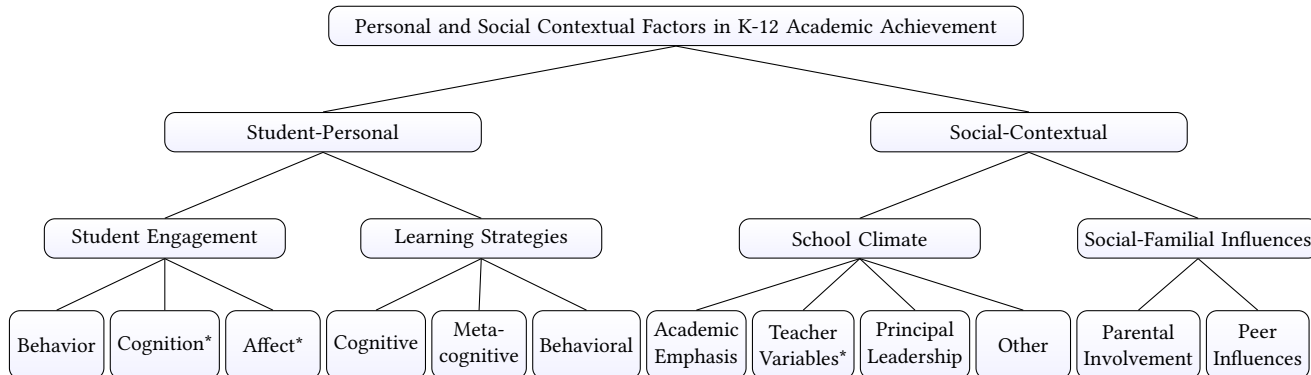 Personal and Social Contextual Factors in K-12 Academic Achievement
Student-Personal
Social-Contextual
Student Engagement
Learning Strategies
School Climate
Social-Familial Influences
Behavior
Cognition*
Affect*
Cognitive
Meta-
cognitive
Behavioral
Academic
Emphasis
Teacher
Variables*
Principal
Leadership
Other
Parental
Involvement
Peer
Influences